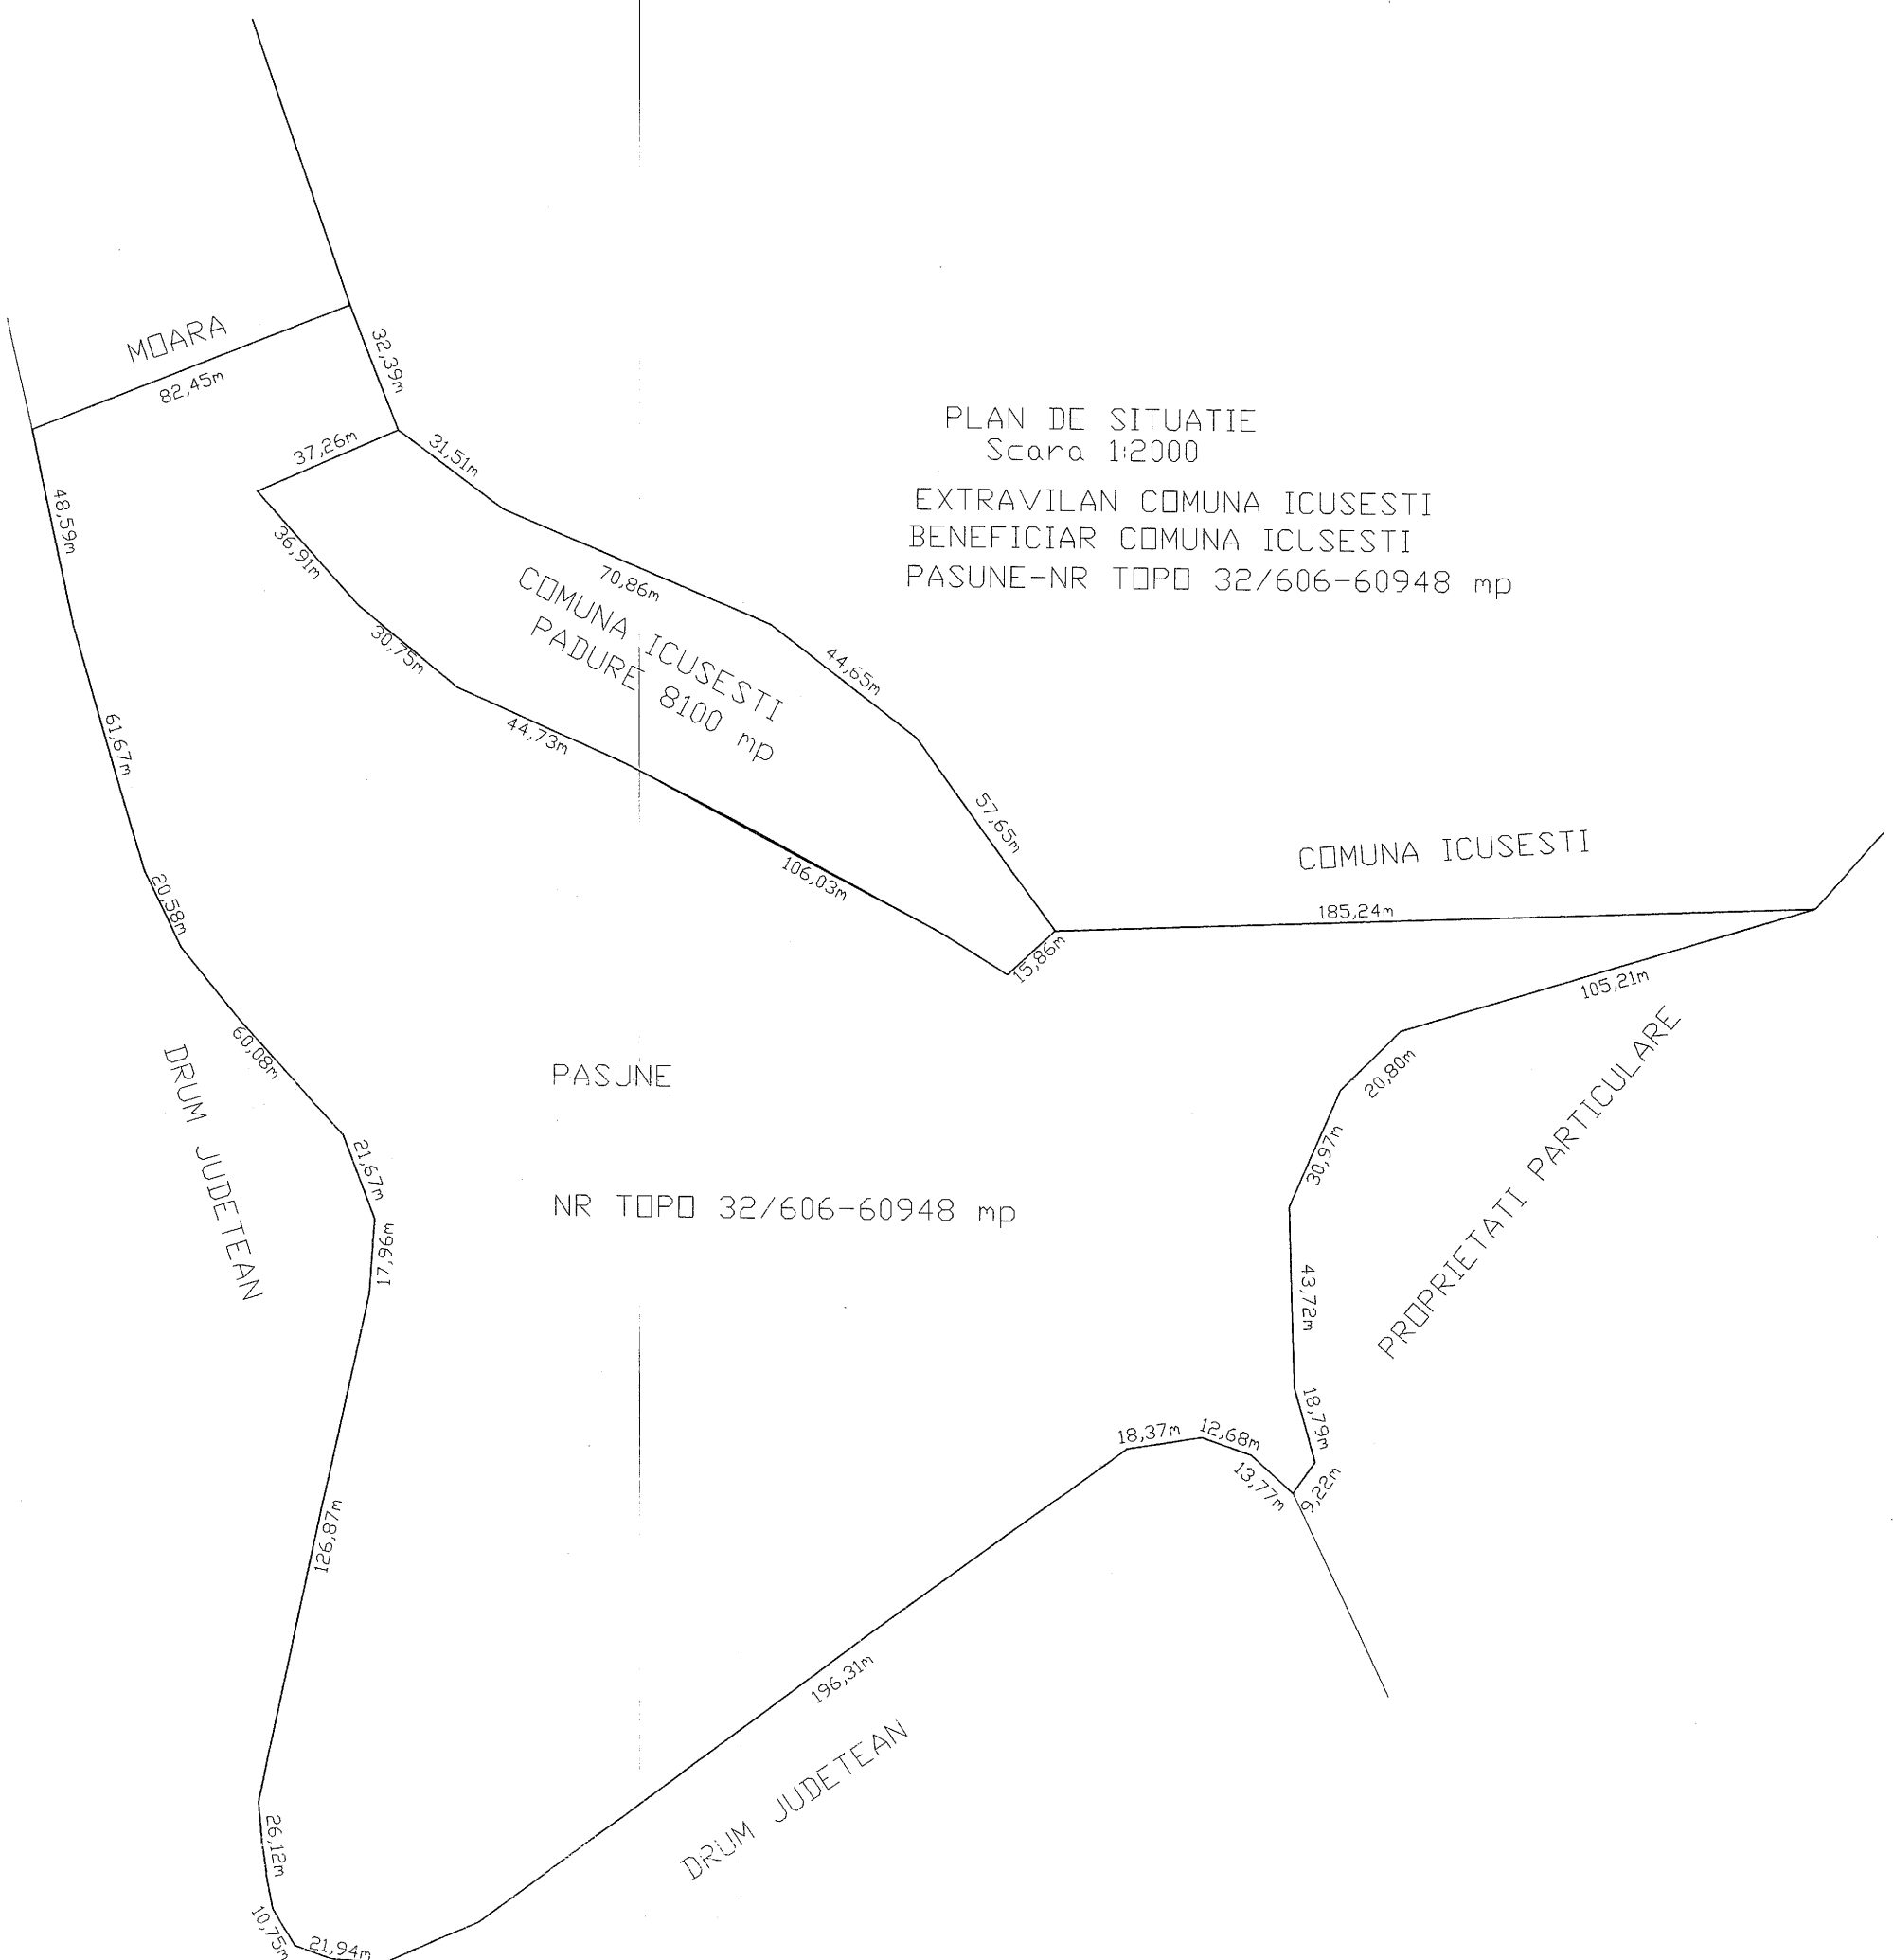 MOARA
82,45m
32,39m
37,26m
31,51m
48,59m
36,91m
30,75m
70,86m
COMUNA ICUSESTI
PADURE 8100 mp
44,65m
44,73m
57,65m
106,03m
15,86m
PLAN DE SITUATIE
Scara 1:2000
EXTRAVILAN COMUNA ICUSESTI
BENEFICIAR COMUNA ICUSESTI
PASUNE-NR TOPO 32/606-60948 mp
61,67m
20,58m
COMUNA ICUSESTI
185,24m
105,21m
60,08m
DRUM JUDETEAN
PASUNE
20,80m
PROPRIETATI PARTICULARE
30,97m
21,67m
17,96m
NR TOPO 32/606-60948 mp
43,72m
18,79m
18,37m
12,68m
13,77m
9,22m
126,87m
196,31m
DRUM JUDETEAN
26,12m
10,75m
21,94m